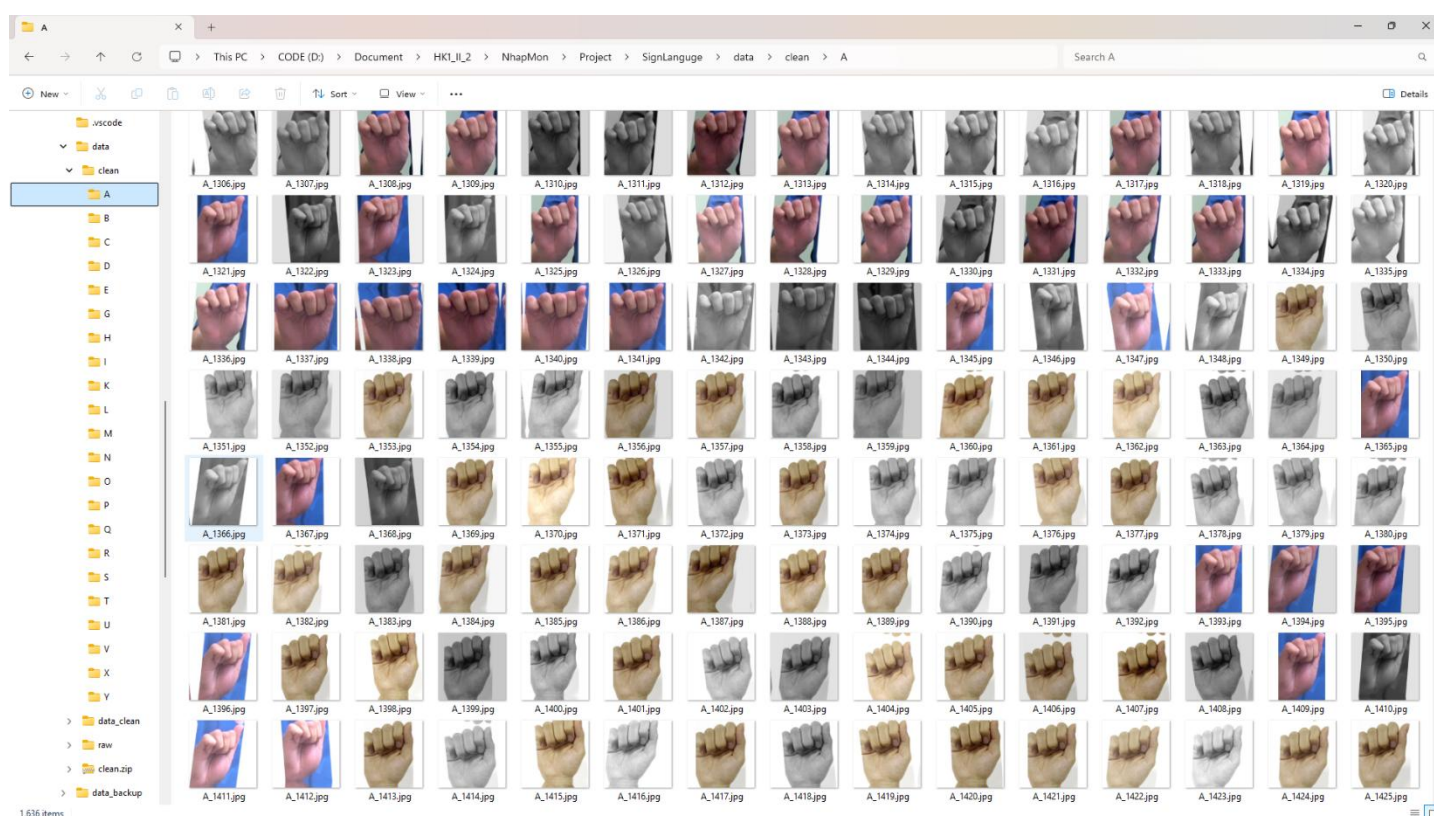 A
This PC > CODE (D:) > Document > HK1_II_2 > NhapMon > Project > SignLanguge > data > clean > A
Search A
New
Sort
View
Details
.vscode
data
clean
A
B
C
D
E
G
H
I
K
L
M
N
O
P
Q
R
S
T
U
V
X
Y
data_clean
raw
clean.zip
data_backup
A_1306.jpg A_1307.jpg A_1308.jpg A_1309.jpg A_1310.jpg A_1311.jpg A_1312.jpg A_1313.jpg A_1314.jpg A_1315.jpg A_1316.jpg A_1317.jpg A_1318.jpg A_1319.jpg A_1320.jpg
A_1321.jpg A_1322.jpg A_1323.jpg A_1324.jpg A_1325.jpg A_1326.jpg A_1327.jpg A_1328.jpg A_1329.jpg A_1330.jpg A_1331.jpg A_1332.jpg A_1333.jpg A_1334.jpg A_1335.jpg
A_1336.jpg A_1337.jpg A_1338.jpg A_1339.jpg A_1340.jpg A_1341.jpg A_1342.jpg A_1343.jpg A_1344.jpg A_1345.jpg A_1346.jpg A_1347.jpg A_1348.jpg A_1349.jpg A_1350.jpg
A_1351.jpg A_1352.jpg A_1353.jpg A_1354.jpg A_1355.jpg A_1356.jpg A_1357.jpg A_1358.jpg A_1359.jpg A_1360.jpg A_1361.jpg A_1362.jpg A_1363.jpg A_1364.jpg A_1365.jpg
A_1366.jpg A_1367.jpg A_1368.jpg A_1369.jpg A_1370.jpg A_1371.jpg A_1372.jpg A_1373.jpg A_1374.jpg A_1375.jpg A_1376.jpg A_1377.jpg A_1378.jpg A_1379.jpg A_1380.jpg
A_1381.jpg A_1382.jpg A_1383.jpg A_1384.jpg A_1385.jpg A_1386.jpg A_1387.jpg A_1388.jpg A_1389.jpg A_1390.jpg A_1391.jpg A_1392.jpg A_1393.jpg A_1394.jpg A_1395.jpg
A_1396.jpg A_1397.jpg A_1398.jpg A_1399.jpg A_1400.jpg A_1401.jpg A_1402.jpg A_1403.jpg A_1404.jpg A_1405.jpg A_1406.jpg A_1407.jpg A_1408.jpg A_1409.jpg A_1410.jpg
A_1411.jpg A_1412.jpg A_1413.jpg A_1414.jpg A_1415.jpg A_1416.jpg A_1417.jpg A_1418.jpg A_1419.jpg A_1420.jpg A_1421.jpg A_1422.jpg A_1423.jpg A_1424.jpg A_1425.jpg
1.636 items